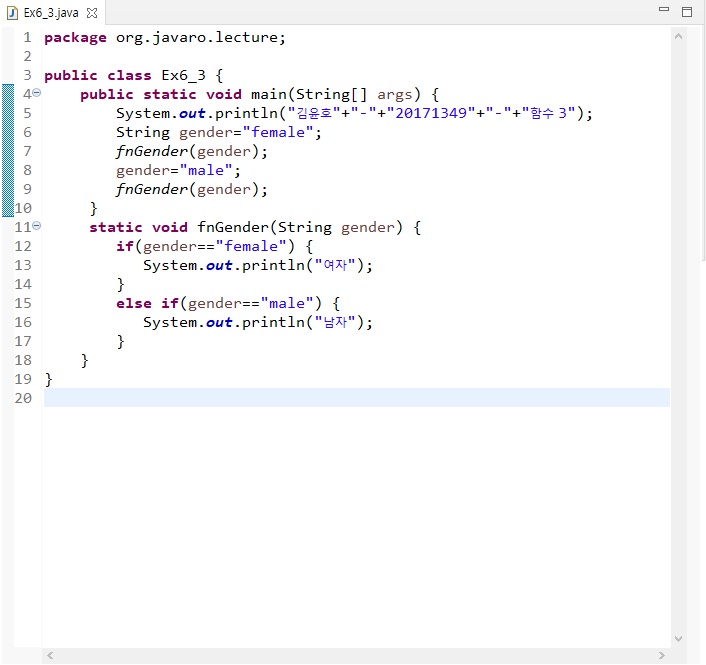 Ex6_3.java
1 package org.javaro.lecture;
2
3 public class Ex6_3 {
4 public static void main(String[] args) {
5 System.out.println("김윤호"+"-"+"20171349"+"-"+"함수 3");
6 String gender="female";
7 fnGender(gender);
8 gender="male";
9 fnGender(gender);
10 }
11 static void fnGender(String gender) {
12 if(gender=="female") {
13 System.out.println("여자");
14 }
15 else if(gender=="male") {
16 System.out.println("남자");
17 }
18 }
19 }
20